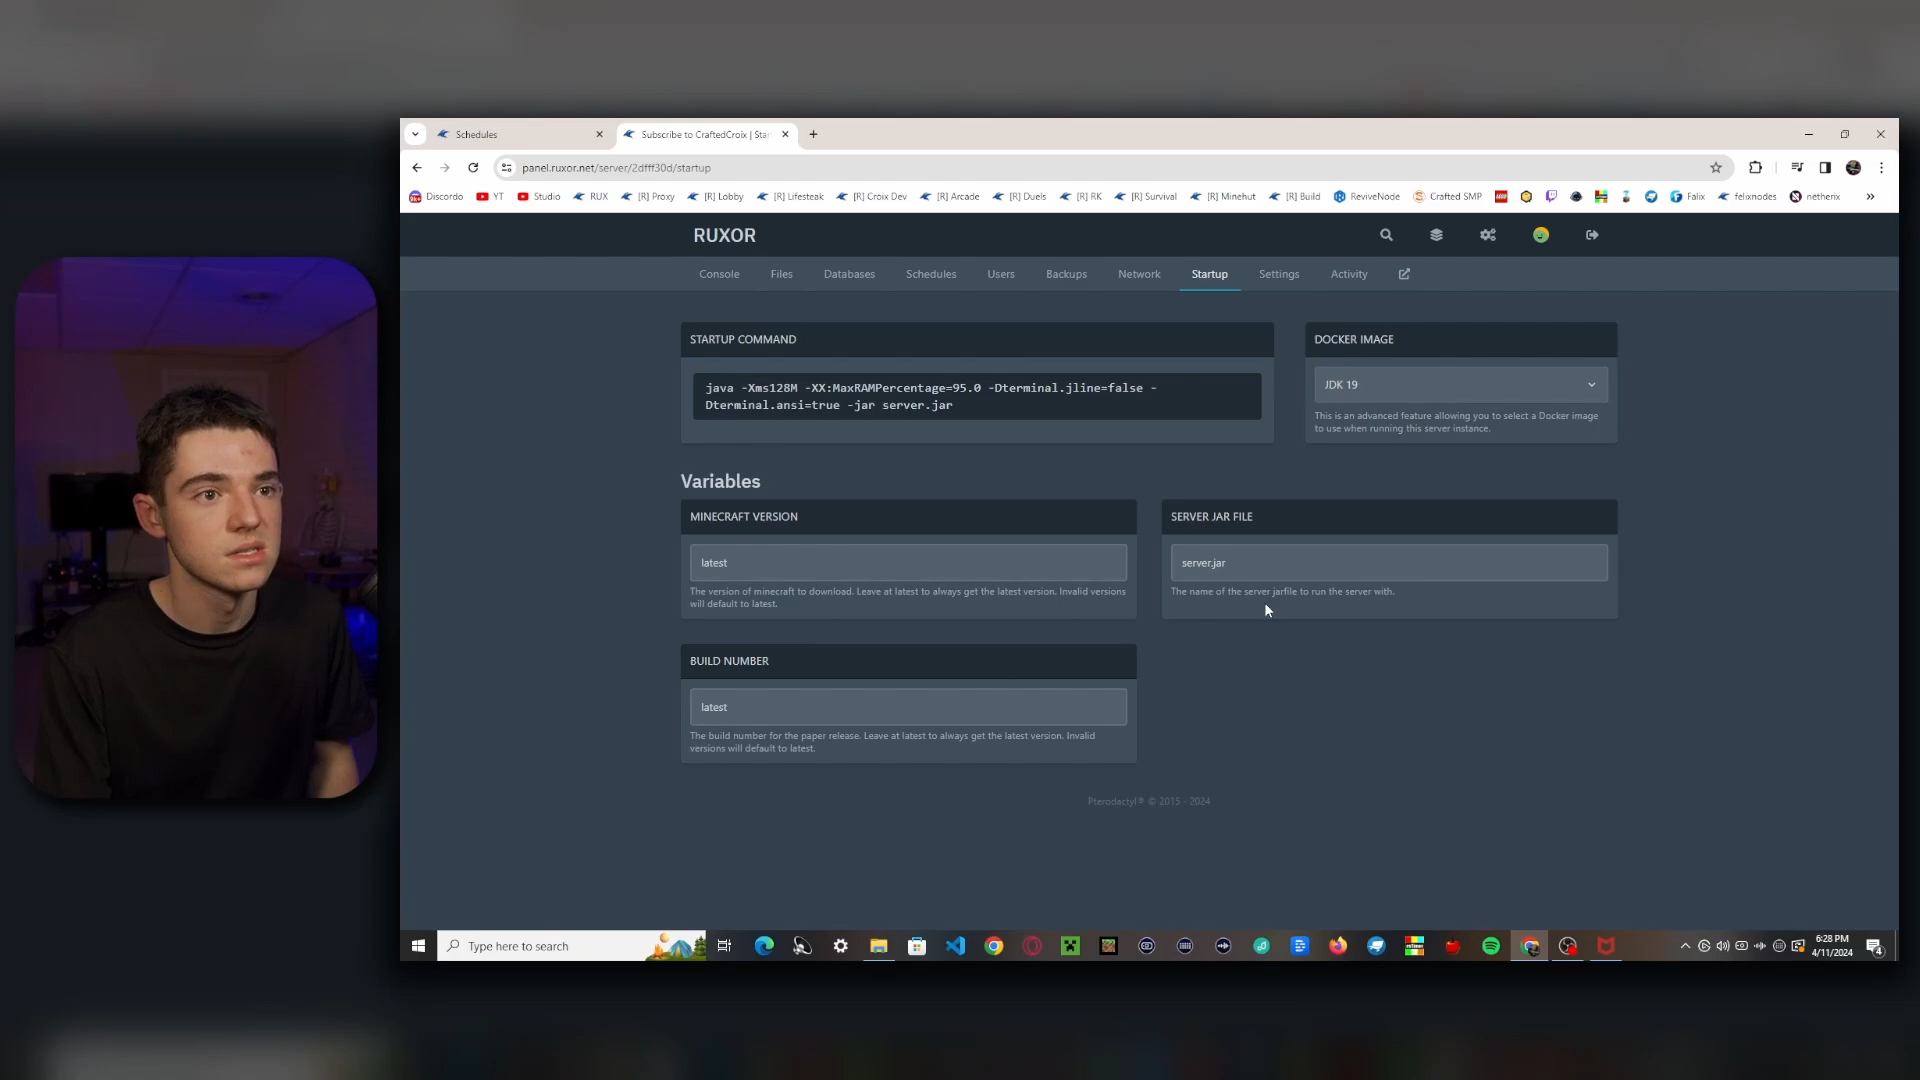 Schedules
Subscribe to CraftedCroix | Star
panel.ruxor.net/server/2dfff30d/startup
Discordo YT Studio RUX [R] Proxy [R] Lobby [R] Lifesteak [R] Croix Dev [R] Arcade [R] Duels [R] RK [R] Survival [R] Minehut [R] Build ReviveNode Crafted SMP Falix felixnodes netherix »
RUXOR
Console Files Databases Schedules Users Backups Network Startup Settings Activity
STARTUP COMMAND
java -Xms128M -XX:MaxRAMPercentage=95.0 -Dterminal.jline=false -
Dterminal.ansi=true -jar server.jar
DOCKER IMAGE
JDK 19
This is an advanced feature allowing you to select a Docker image
to use when running this server instance.
Variables
MINECRAFT VERSION
latest
The version of minecraft to download. Leave at latest to always get the latest version. Invalid versions
will default to latest.
SERVER JAR FILE
server.jar
The name of the server jarfile to run the server with.
BUILD NUMBER
latest
The build number for the paper release. Leave at latest to always get the latest version. Invalid
versions will default to latest.
Pterodactyl® © 2015 - 2024
Type here to search
6:28 PM
4/11/2024
4